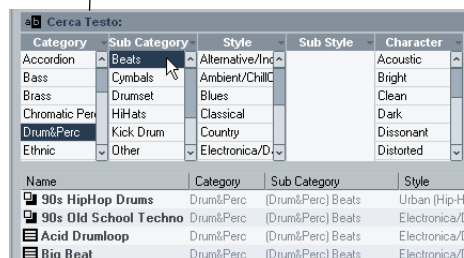 Cerca Testo:
Category Sub Category Style Sub Style Character
Accordion Beats Alternative/Ind Acoustic
Bass Cymbals Ambient/ChillO Bright
Brass Drumset Blues Clean
Chromatic Perc HiHats Classical Dark
Drum&Perc Kick Drum Country Dissonant
Ethnic Other Electronica/D Distorted
Name Category Sub Category Style
90s HipHop Drums Drum&Perc (Drum&Perc) Beats Urban (Hip-H
90s Old School Techno Drum&Perc (Drum&Perc) Beats Electronica/D
Acid Drumloop Drum&Perc (Drum&Perc) Beats Electronica/D
Big Beat Drum&Perc (Drum&Perc) Beats Electronica/D